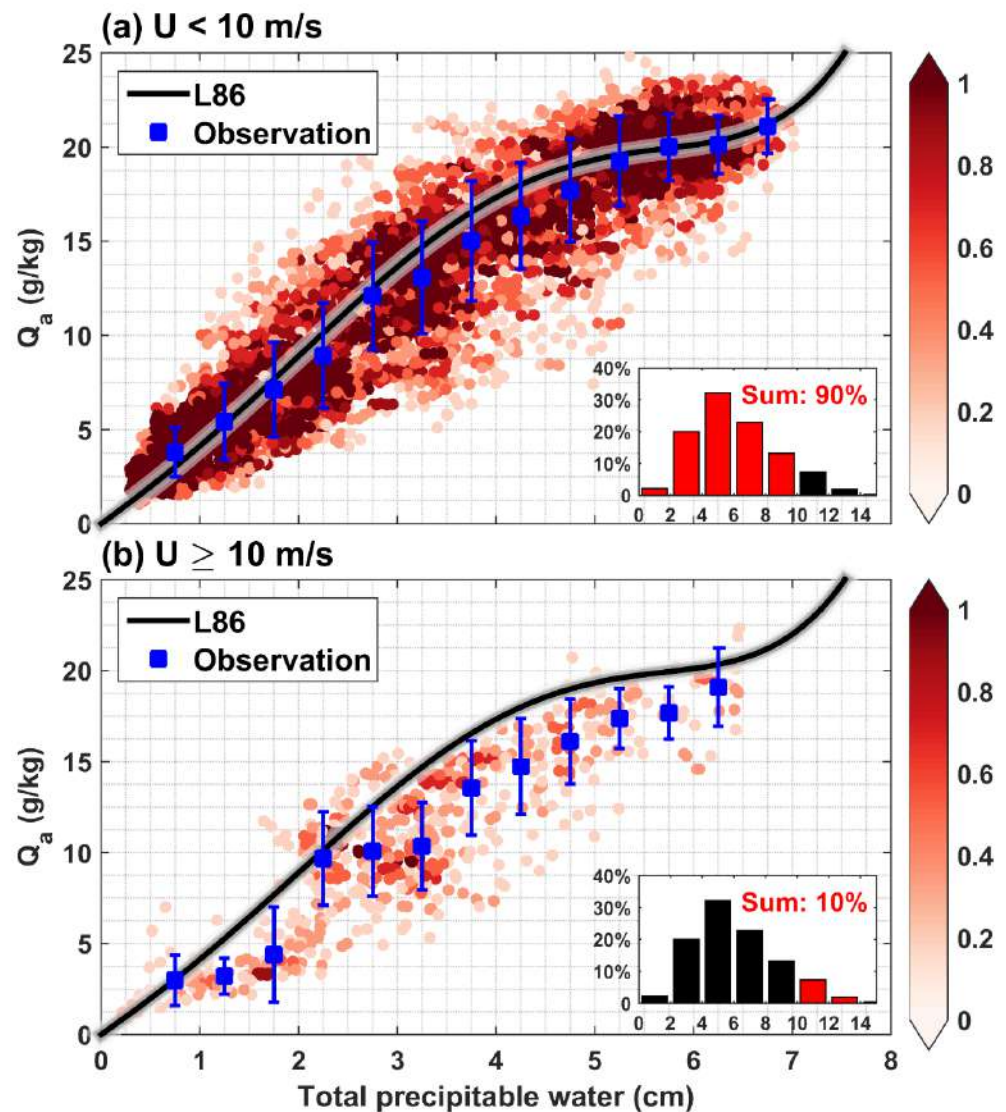 (a) U < 10 m/s
25
20
15
10
5
0
Q_a (g/kg)
L86
Observation
40%
30%
20%
10%
0
Sum: 90%
0 2 4 6 8 10 12 14
1
0.8
0.6
0.4
0.2
0
(b) U ≥ 10 m/s
25
20
15
10
5
0
Q_a (g/kg)
L86
Observation
40%
30%
20%
10%
0
Sum: 10%
0 2 4 6 8 10 12 14
1
0.8
0.6
0.4
0.2
0
0 1 2 3 4 5 6 7 8
Total precipitable water (cm)